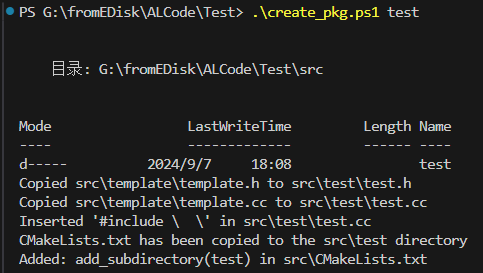 PS G:\fromEDisk\ALCode\Test> .\create_pkg.ps1 test
目录: G:\fromEDisk\ALCode\Test\src
Mode LastWriteTime Length Name
---- ------------- ------ ----
d----- 2024/9/7 18:08 test
Copied src\template\template.h to src\test\test.h
Copied src\template\template.cc to src\test\test.cc
Inserted '#include \  \' in src\test\test.cc
CMakeLists.txt has been copied to the src\test directory
Added: add_subdirectory(test) in src\CMakeLists.txt